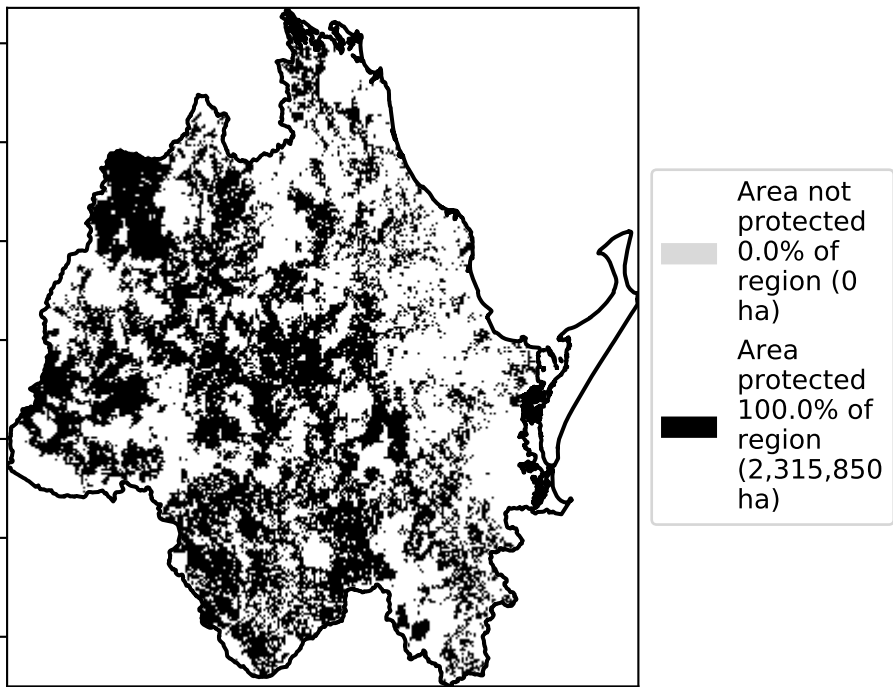 Area not
protected
0.0% of
region (0
ha)
Area
protected
100.0% of
region
(2,315,850
ha)